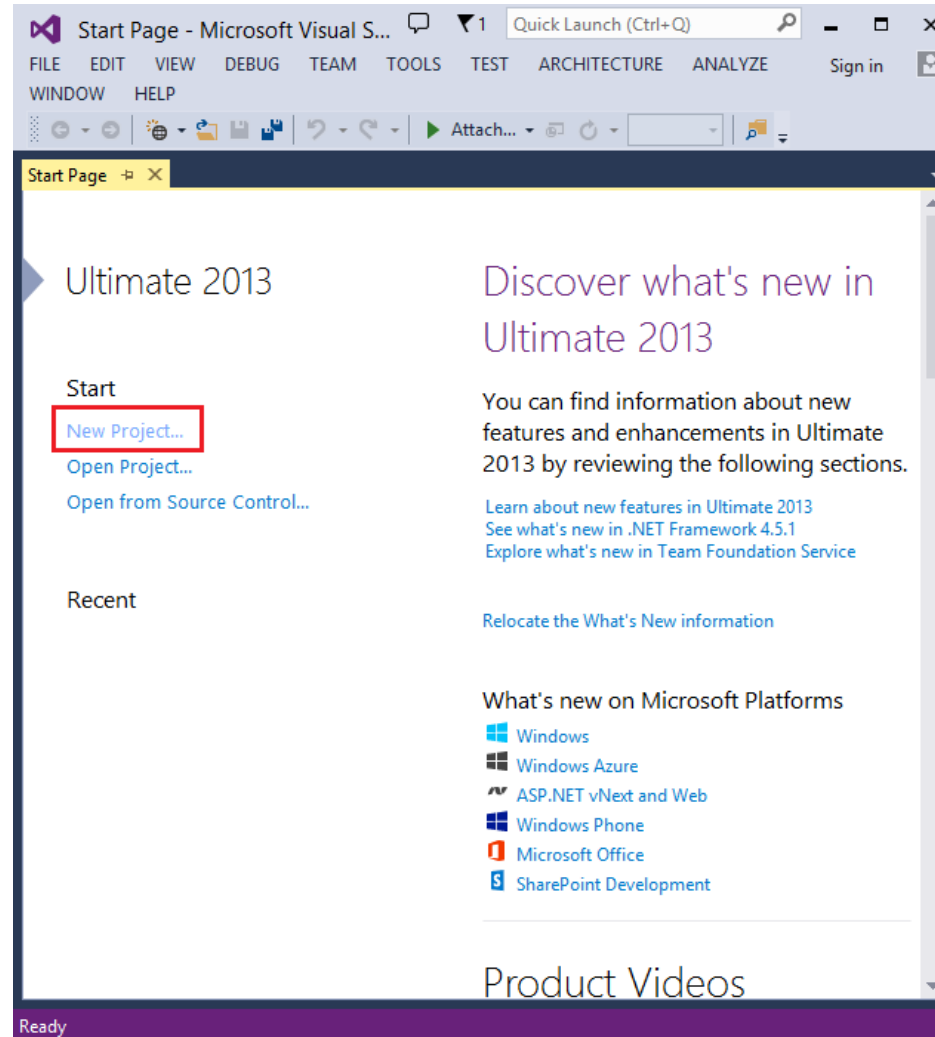 Start Page - Microsoft Visual S... 1 Quick Launch (Ctrl+Q)
FILE EDIT VIEW DEBUG TEAM TOOLS TEST ARCHITECTURE ANALYZE Sign in
WINDOW HELP
Attach...
Start Page
Ultimate 2013
Start
New Project...
Open Project...
Open from Source Control...
Recent
Discover what's new in
Ultimate 2013
You can find information about new
features and enhancements in Ultimate
2013 by reviewing the following sections.
Learn about new features in Ultimate 2013
See what's new in .NET Framework 4.5.1
Explore what's new in Team Foundation Service
Relocate the What's New information
What's new on Microsoft Platforms
Windows
Windows Azure
ASP.NET vNext and Web
Windows Phone
Microsoft Office
SharePoint Development
Product Videos
Ready